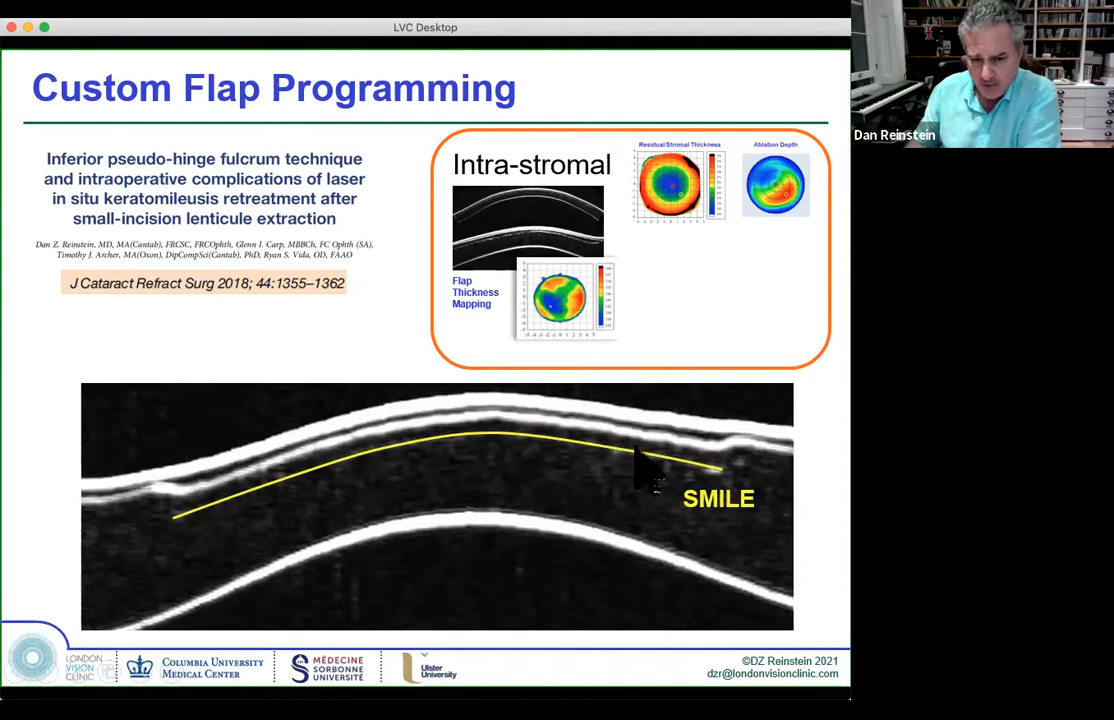 LVC Desktop
Custom Flap Programming
Inferior pseudo-hinge fulcrum technique
and intraoperative complications of laser
in situ keratomileusis retreatment after
small-incision lenticule extraction
Dan Z. Reinstein, MD, MA(Cantab), FRCSC, FRCOphth, Glenn I. Carp, MBBCh, FC Ophth (SA),
Timothy J. Archer, MA(Oxon), DipCompSci(Cantab), PhD, Ryan S. Vida, OD, FAAO
J Cataract Refract Surg 2018; 44:1355–1362
Intra-stromal
Residual Stromal Thickness
Ablation Depth
Flap
Thickness
Mapping
SMILE
LONDON
VISION
CLINIC
COLUMBIA UNIVERSITY
MEDICAL CENTER
MÉDECINE
SORBONNE
UNIVERSITÉ
Ulster
University
©DZ Reinstein 2021
dzr@londonvisionclinic.com
Dan Reinstein